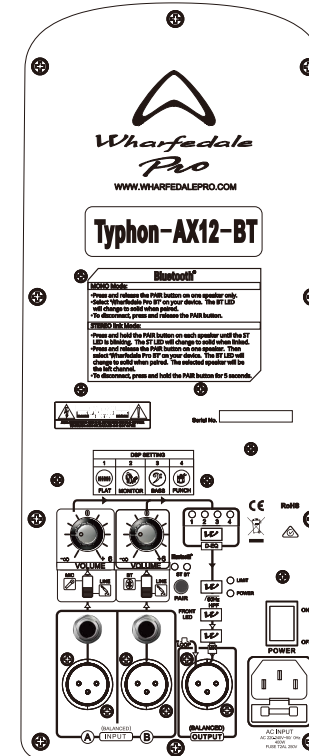 Wharfedale
Pro
WWW.WHARFEDALEPRO.COM
Typhon-AX12-BT
Bluetooth®
MONO Mode:
•Press and release the PAIR button on one speaker only.
•Select 'Wharfedale Pro BT' on your device. The BT LED
will change to solid when paired.
•To disconnect, press and release the PAIR button.
STEREO link Mode:
•Press and hold the PAIR button on each speaker until the ST
LED is blinking. The ST LED will change to solid when linked.
•Press and release the PAIR button on one speaker. Then
select 'Wharfedale Pro BT' on your device. The BT LED will
change to solid when paired. The selected speaker will be
the left channel.
•To disconnect, press and hold the PAIR button for 5 seconds.
Serial No.
DSP SETTING
1 2 3 4
FLAT MONITOR BASS PUNCH
CE RoHS
0 0
1 2 3 4
-∞ +6 -∞ +6
VOLUME VOLUME
D-EQ
Bluetooth®
MIC LINE BT LINE
ST BT
PAIR
HPF
LIMIT
POWER
FRONT
LED
ON
OFF
POWER
A B
(BALANCED)
INPUT
(BALANCED)
OUTPUT
AC INPUT